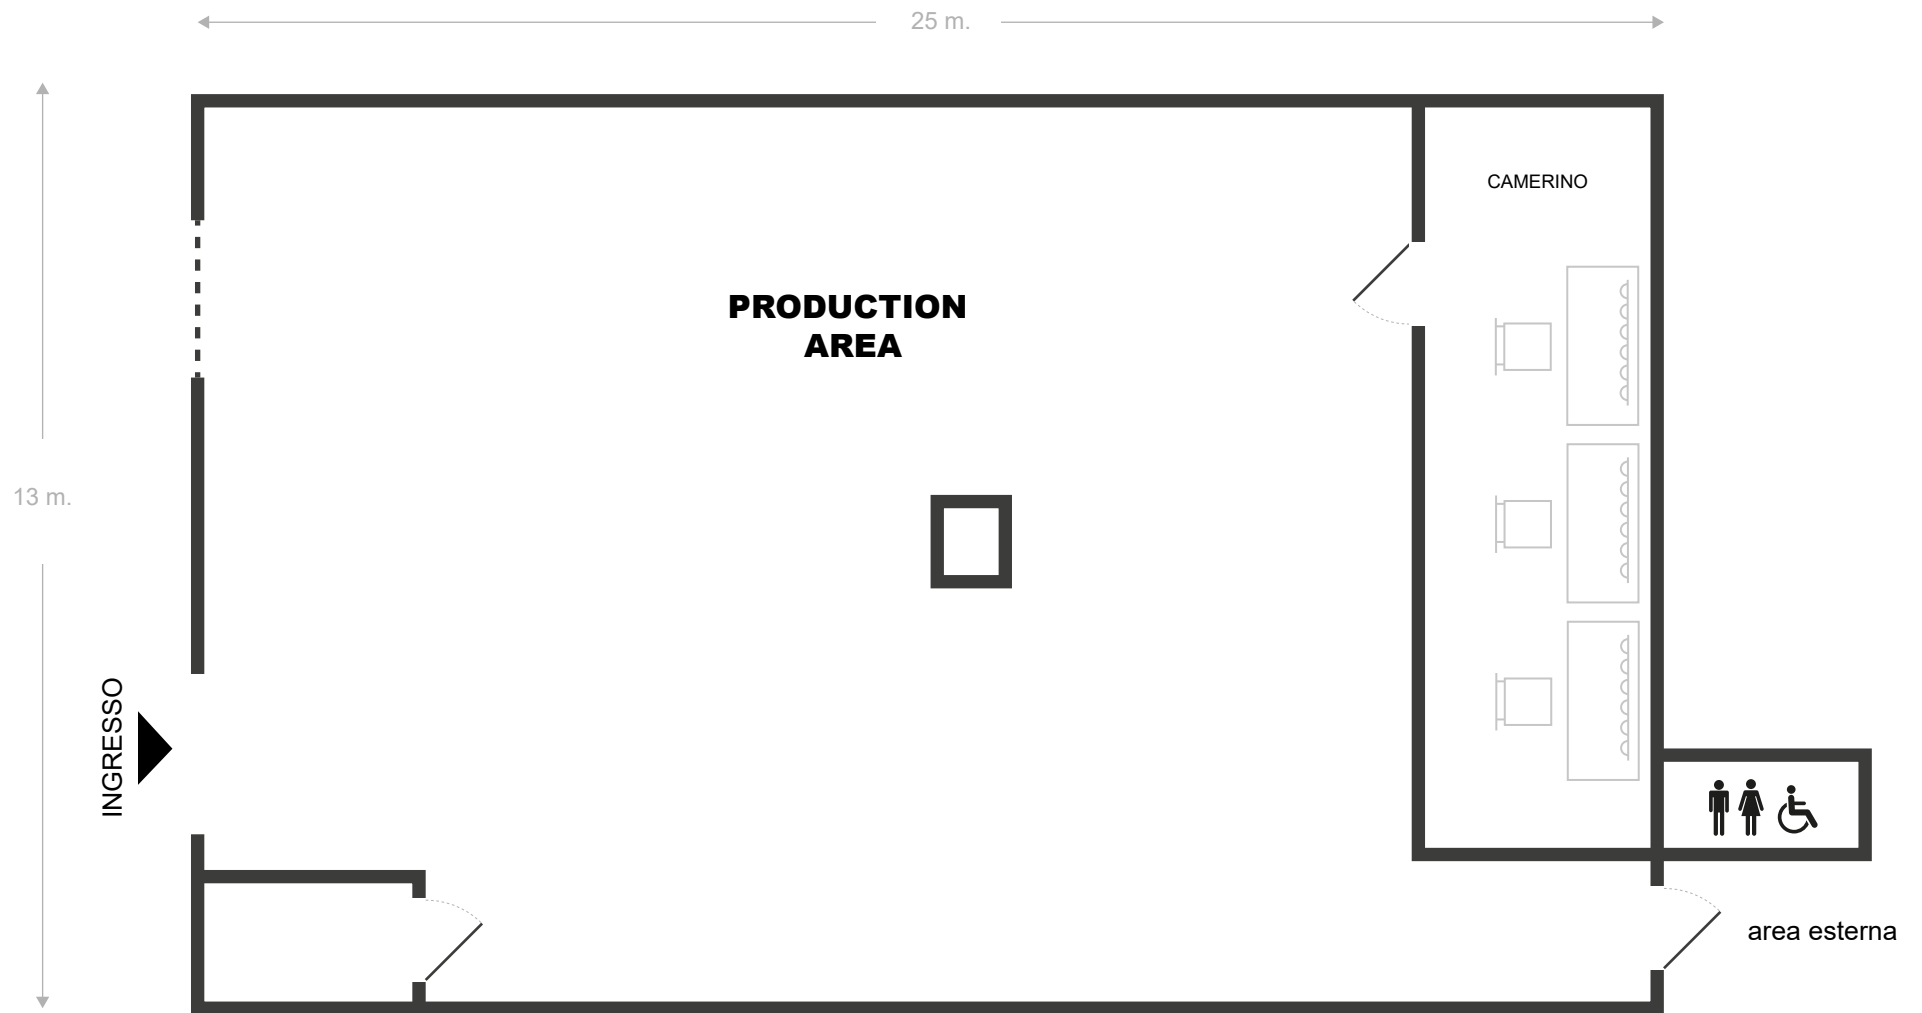 25 m.
CAMERINO
PRODUCTION
AREA
13 m.
INGRESSO
area esterna